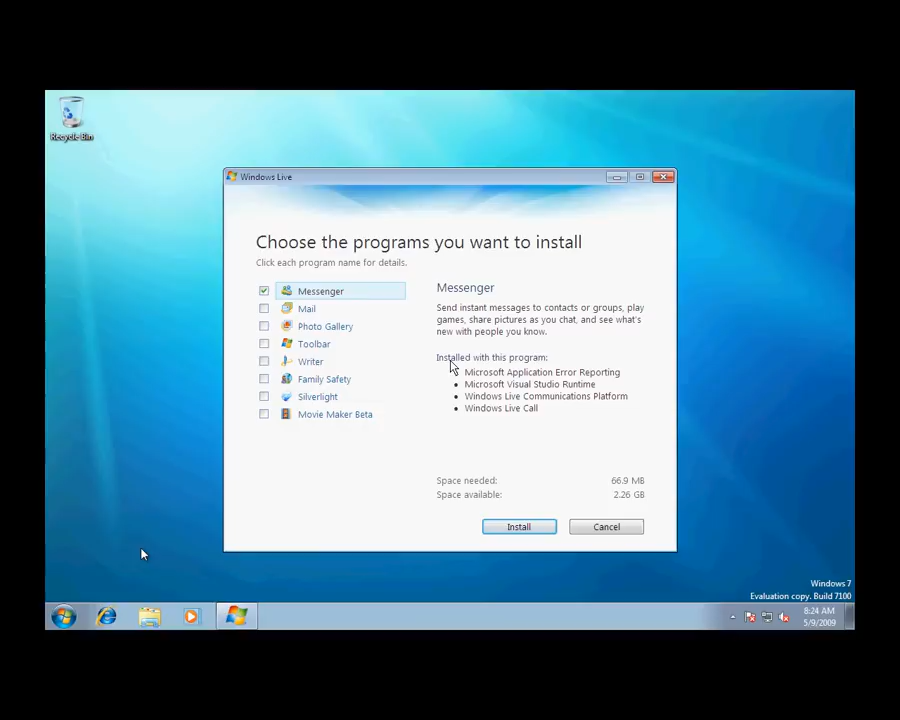 Recycle Bin
Windows Live
Choose the programs you want to install
Click each program name for details.
Messenger
Mail
Photo Gallery
Toolbar
Writer
Family Safety
Silverlight
Movie Maker Beta
Messenger
Send instant messages to contacts or groups, play
games, share pictures as you chat, and see what's
new with people you know.
Installed with this program:
• Microsoft Application Error Reporting
• Microsoft Visual Studio Runtime
• Windows Live Communications Platform
• Windows Live Call
Space needed: 66.9 MB
Space available: 2.26 GB
Install Cancel
Windows 7
Evaluation copy. Build 7100
8:24 AM
5/9/2009